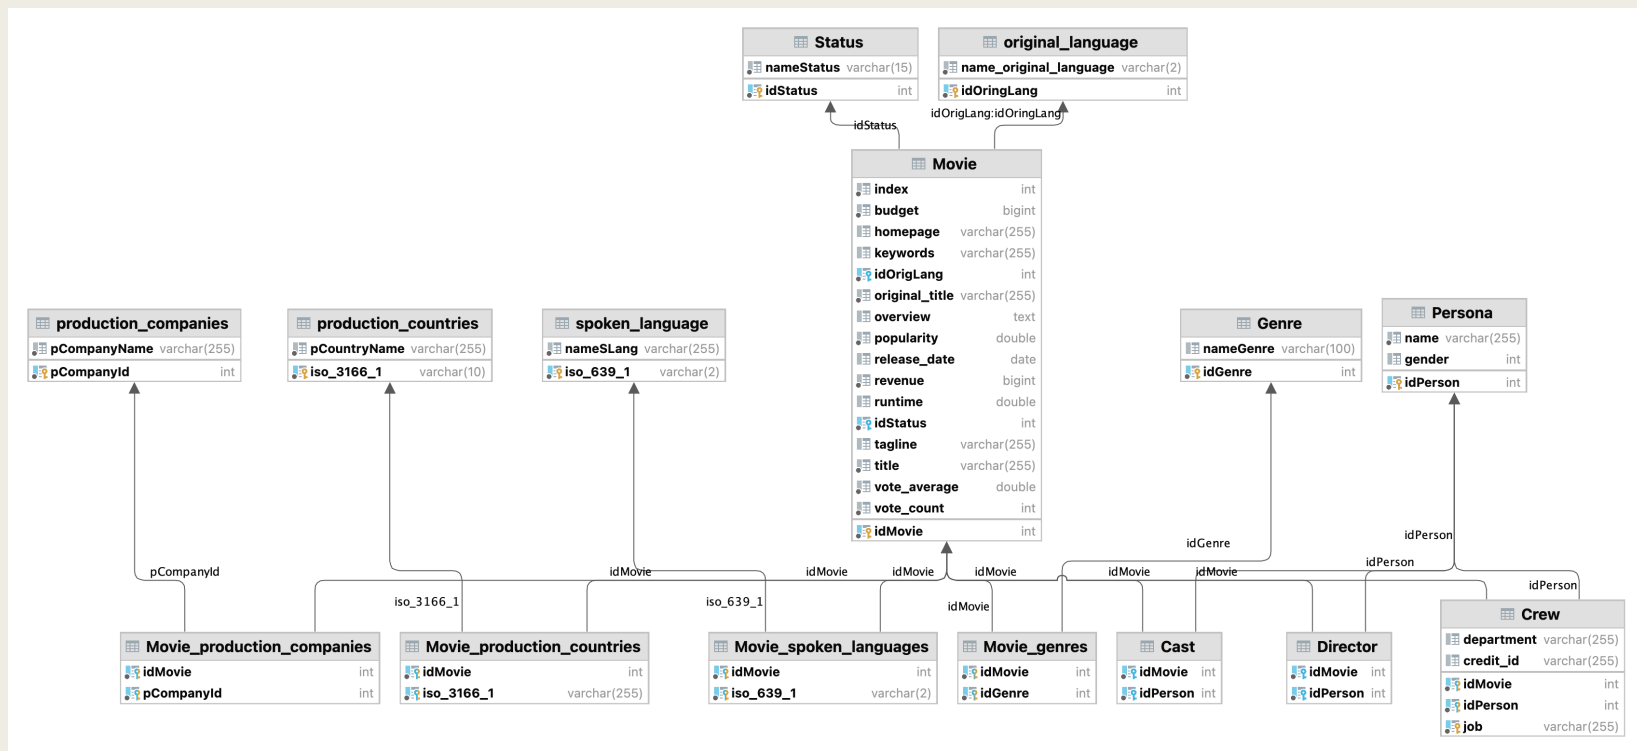 Status
nameStatus varchar(15)
idStatus int
original_language
name_original_language varchar(2)
idOringLang int
idStatus
idOrigLang:idOringLang
Movie
index int
budget bigint
homepage varchar(255)
keywords varchar(255)
idOrigLang int
original_title varchar(255)
overview text
popularity double
release_date date
revenue bigint
runtime double
idStatus int
tagline varchar(255)
title varchar(255)
vote_average double
vote_count int
idMovie int
production_companies
pCompanyName varchar(255)
pCompanyId int
production_countries
pCountryName varchar(255)
iso_3166_1 varchar(10)
spoken_language
nameSLang varchar(255)
iso_639_1 varchar(2)
Genre
nameGenre varchar(100)
idGenre int
Persona
name varchar(255)
gender int
idPerson int
idPerson
idGenre
idPerson
pCompanyId
idMovie
idMovie
idMovie
idMovie
idMovie
idMovie
idPerson
iso_3166_1
iso_639_1
idMovie
Movie_production_companies
idMovie int
pCompanyId int
Movie_production_countries
idMovie int
iso_3166_1 varchar(255)
Movie_spoken_languages
idMovie int
iso_639_1 varchar(2)
Movie_genres
idMovie int
idGenre int
Cast
idMovie int
idPerson int
Director
idMovie int
idPerson int
Crew
department varchar(255)
credit_id varchar(255)
idMovie int
idPerson int
job varchar(255)